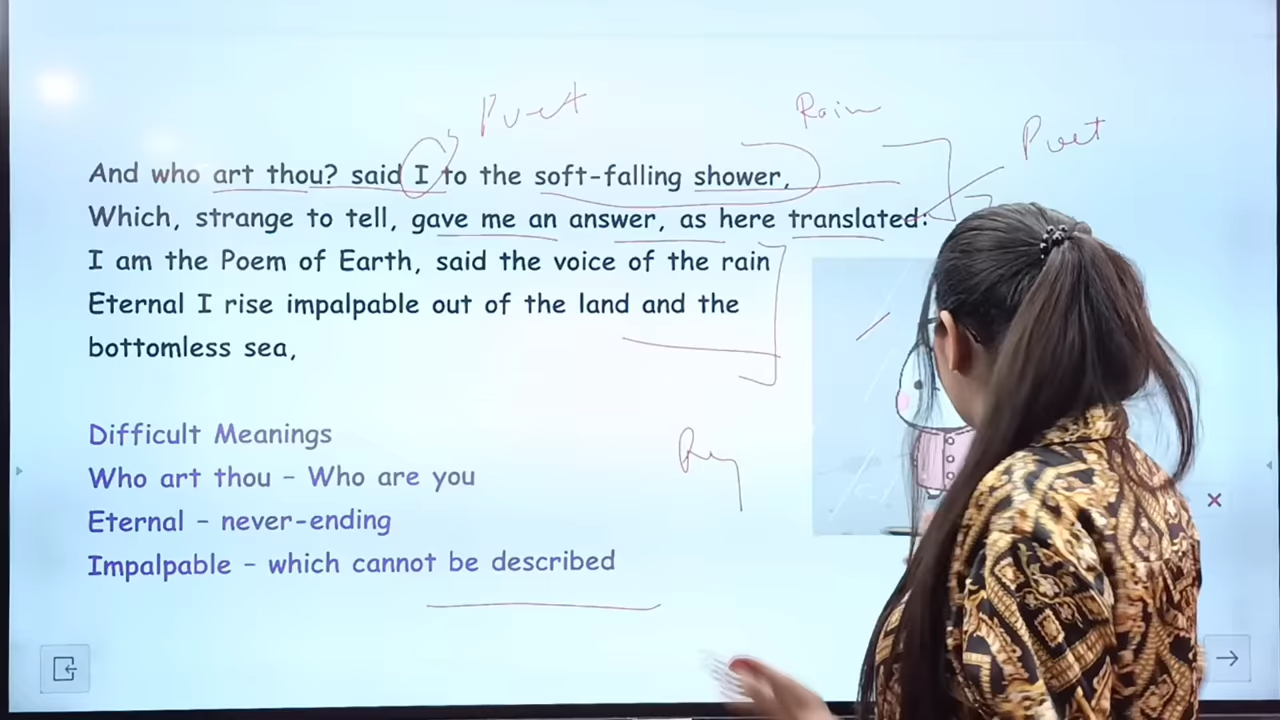 Poet
Rain
Poet
And who art thou? said I to the soft-falling shower,
Which, strange to tell, gave me an answer, as here translated:
I am the Poem of Earth, said the voice of the rain
Eternal I rise impalpable out of the land and the
bottomless sea,
Difficult Meanings
Who art thou - Who are you
Eternal - never-ending
Impalpable - which cannot be described